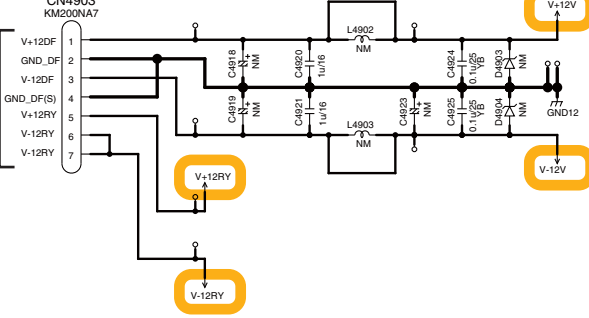 CN4903
KM200NA7
V+12DF 1
GND_DF 2
V-12DF 3
GND_DF(S) 4
V+12RY 5
V-12RY 6
V-12RY 7
L4902
NM
V+12V
C4918
NM
C4920
1u/16
C4924
0.1u/25
YB
D4903
NM
C4919
NM
C4921
1u/16
C4923
NM
C4925
0.1u/25
YB
D4904
NM
GND12
L4903
NM
V-12V
V+12RY
V-12RY